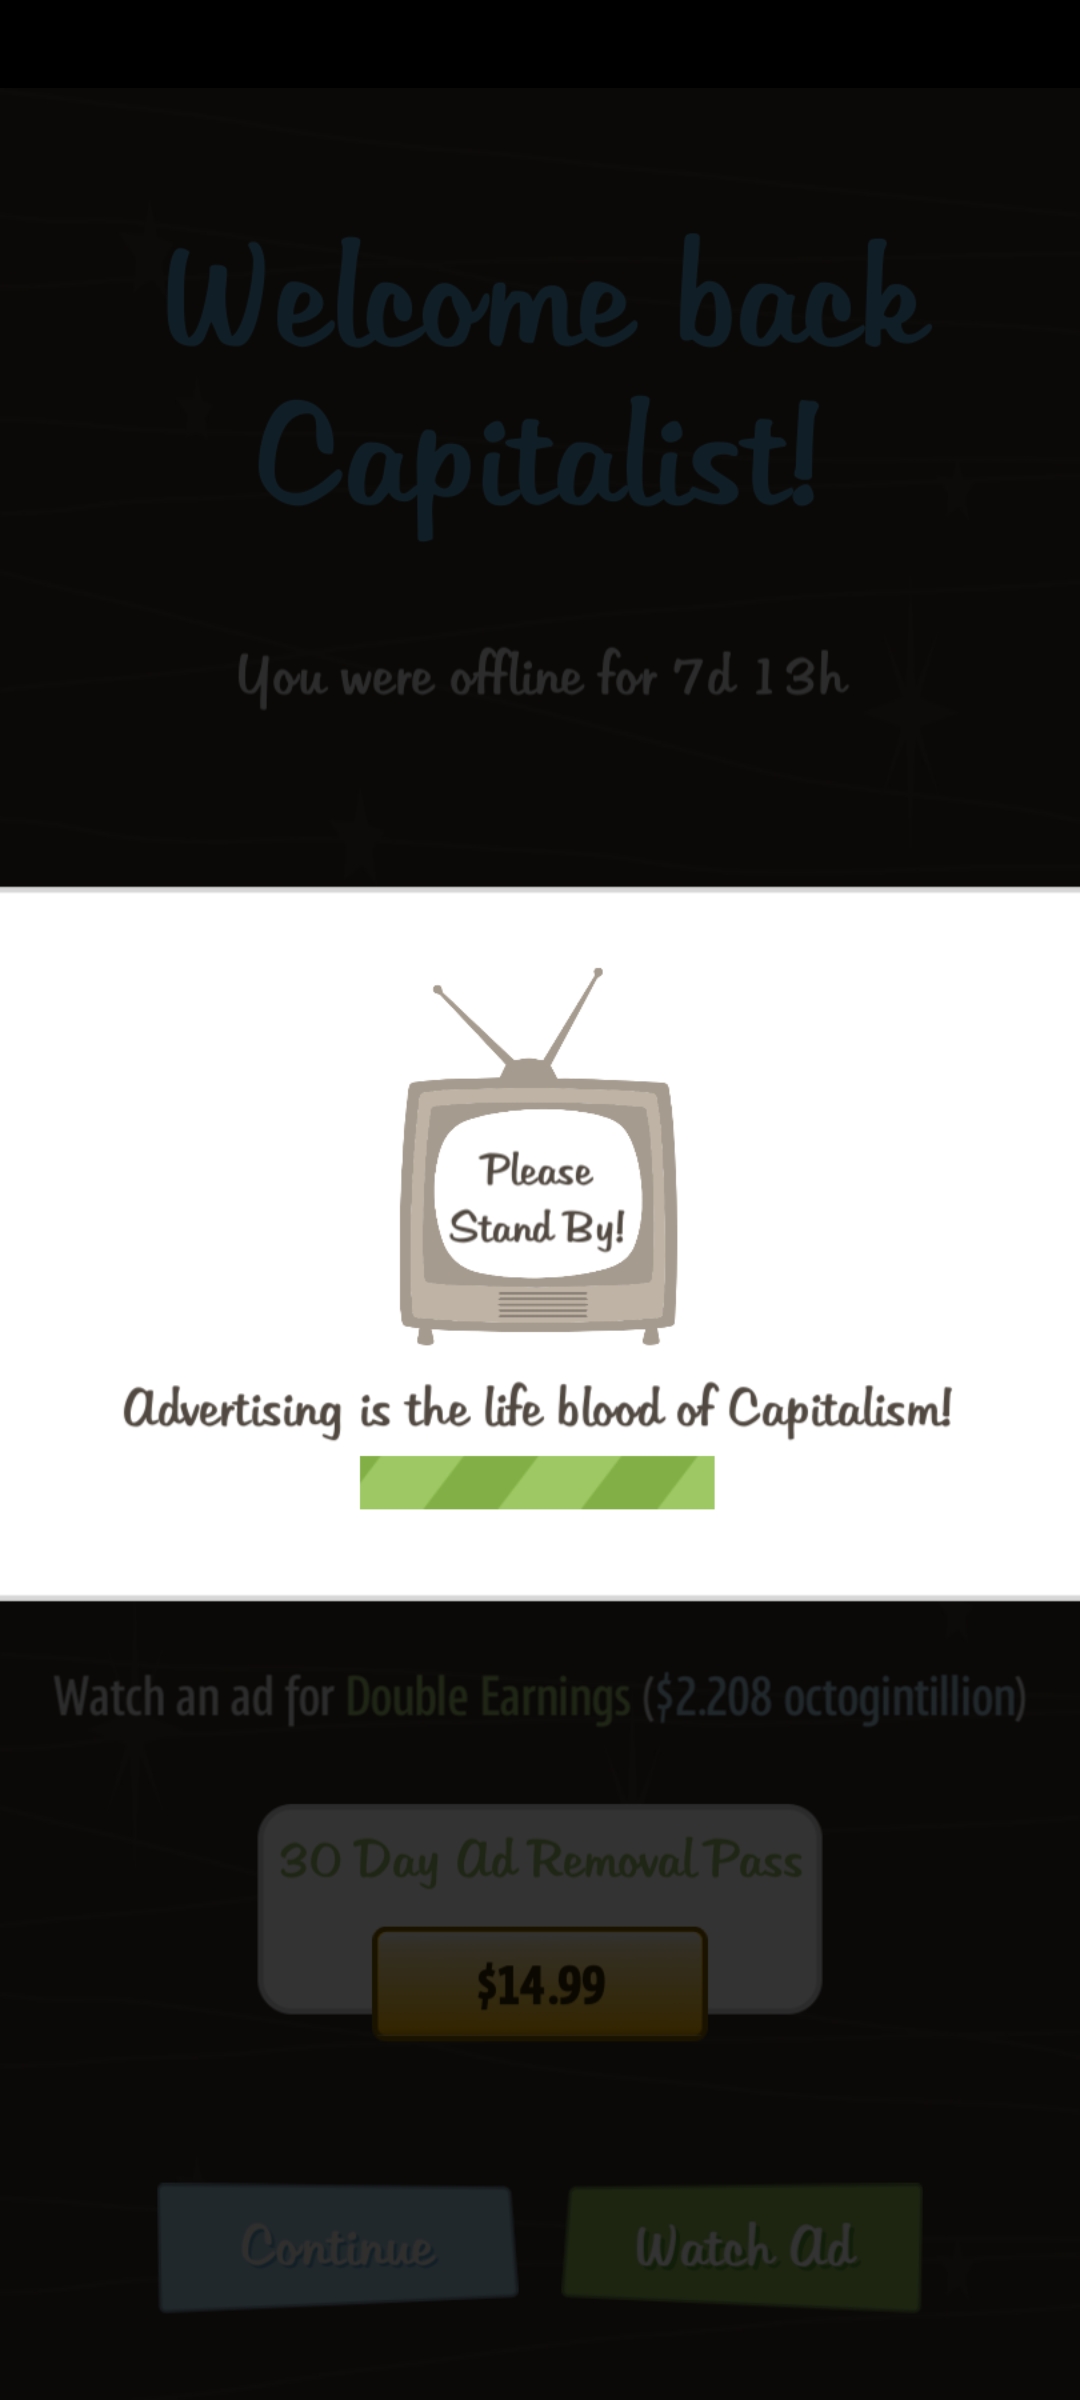 Welcome back
Capitalist!
You were offline for 7d 13h
Please
Stand By!
Advertising is the life blood of Capitalism!
Watch an ad for Double Earnings ($2.208 octogintillion)
30 Day Ad Removal Pass
$14.99
Continue
Watch Ad